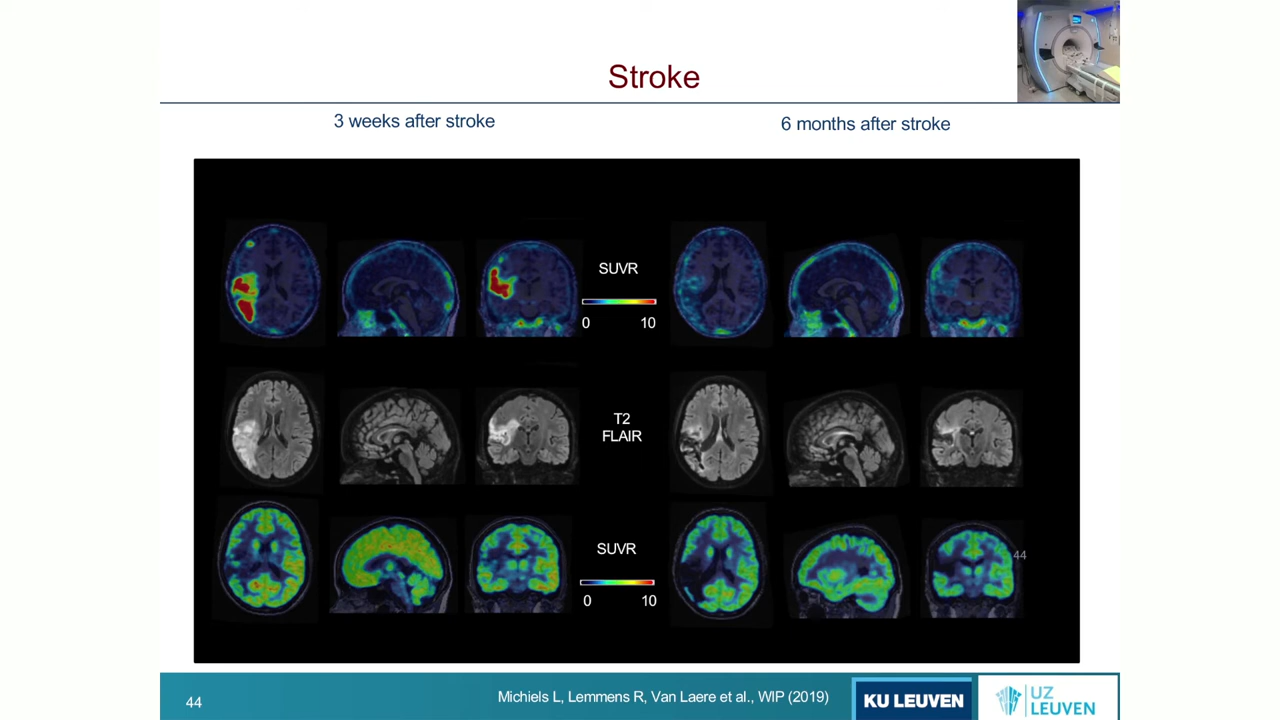 Stroke
3 weeks after stroke
6 months after stroke
SUVR
0 10
T2
FLAIR
SUVR
0 10
44
44
Michiels L, Lemmens R, Van Laere et al., WIP (2019)
KU LEUVEN
UZ
LEUVEN